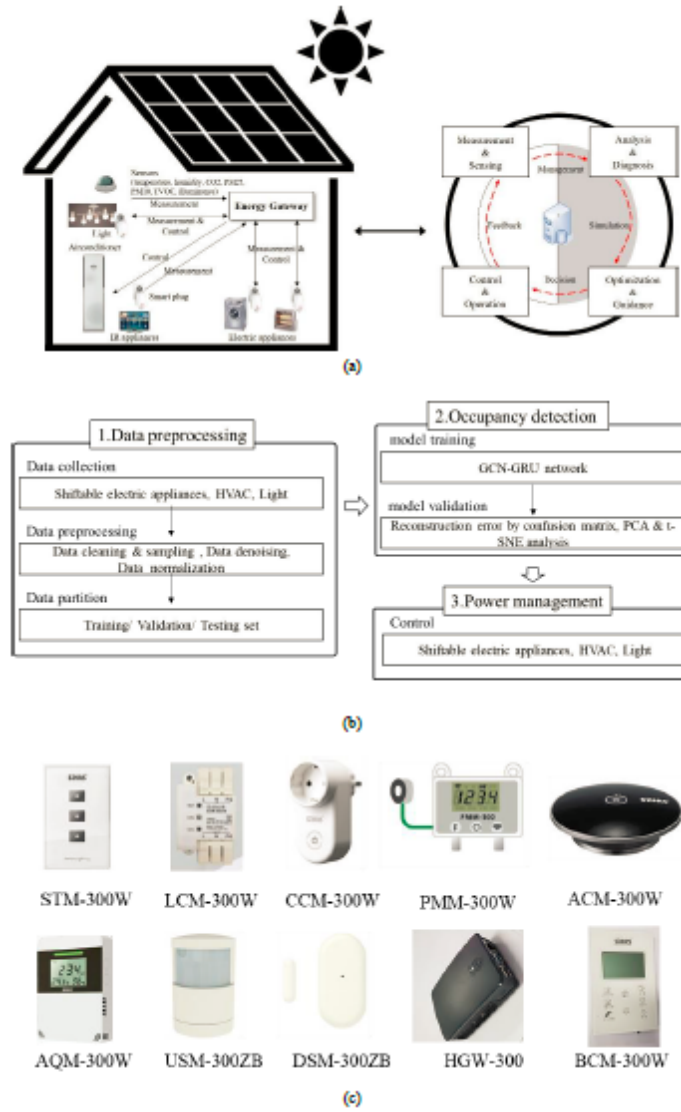 Sensors
(temperature, humidity, CO2, PM2.5,
PM10, TVOC, illuminance)
Measurement
Energy Gateway
Light
Measurement &
Control
Airconditioner
Control
Measurement
Measurement &
Control
Smart plug
IR appliances
Electric appliances
Measurement
&
Sensing
Analysis
&
Diagnosis
Management
Feedback
Simulation
Control
&
Operation
Decision
Optimization
&
Guidance
(a)
1.Data preprocessing
Data collection
Shiftable electric appliances, HVAC, Light
Data preprocessing
Data cleaning & sampling , Data denoising,
Data normalization
Data partition
Training/ Validation/ Testing set
2.Occupancy detection
model training
GCN-GRU network
model validation
Reconstruction error by confusion matrix, PCA & t-
SNE analysis
3.Power management
Control
Shiftable electric appliances, HVAC, Light
(b)
STM-300W
LCM-300W
CCM-300W
PMM-300W
ACM-300W
AQM-300W
USM-300ZB
DSM-300ZB
HGW-300
BCM-300W
(c)